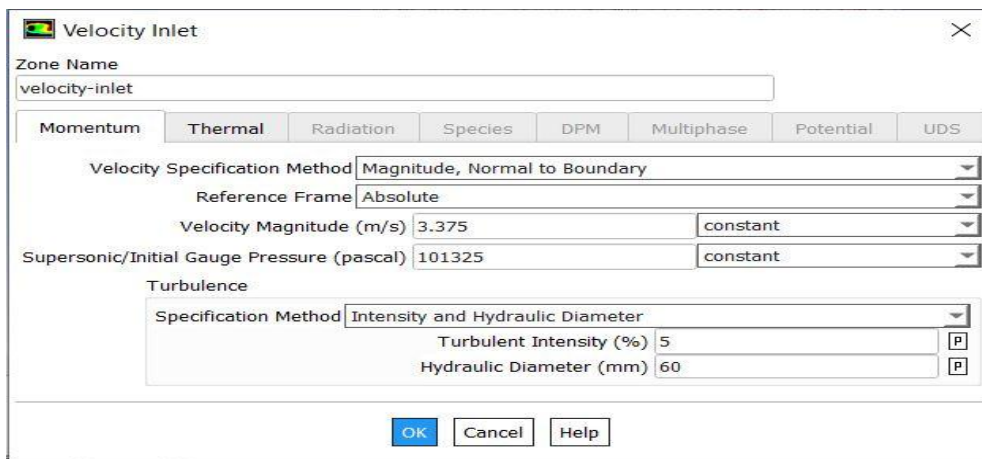 Velocity Inlet
Zone Name
velocity-inlet
Momentum Thermal Radiation Species DPM Multiphase Potential UDS
Velocity Specification Method Magnitude, Normal to Boundary
Reference Frame Absolute
Velocity Magnitude (m/s) 3.375 constant
Supersonic/Initial Gauge Pressure (pascal) 101325 constant
Turbulence
Specification Method Intensity and Hydraulic Diameter
Turbulent Intensity (%) 5 P
Hydraulic Diameter (mm) 60 P
OK Cancel Help